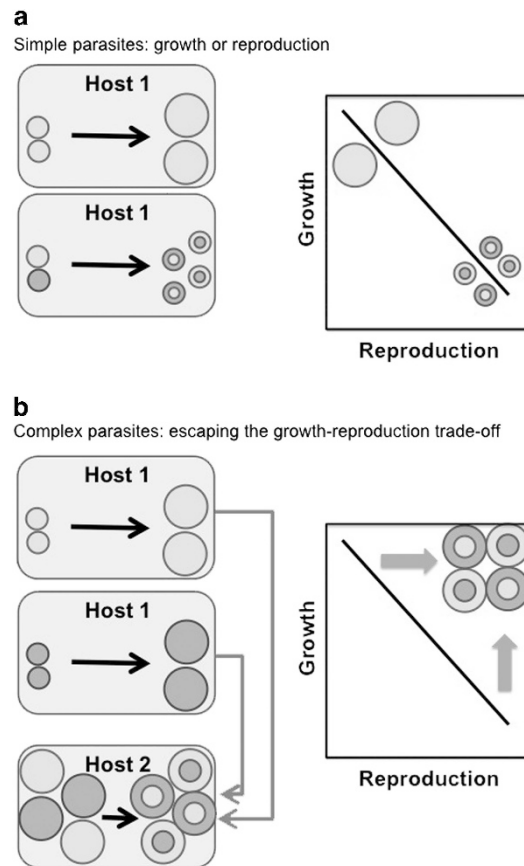 a
Simple parasites: growth or reproduction
Host 1
Host 1
Growth
Reproduction
b
Complex parasites: escaping the growth-reproduction trade-off
Host 1
Host 1
Host 2
Growth
Reproduction